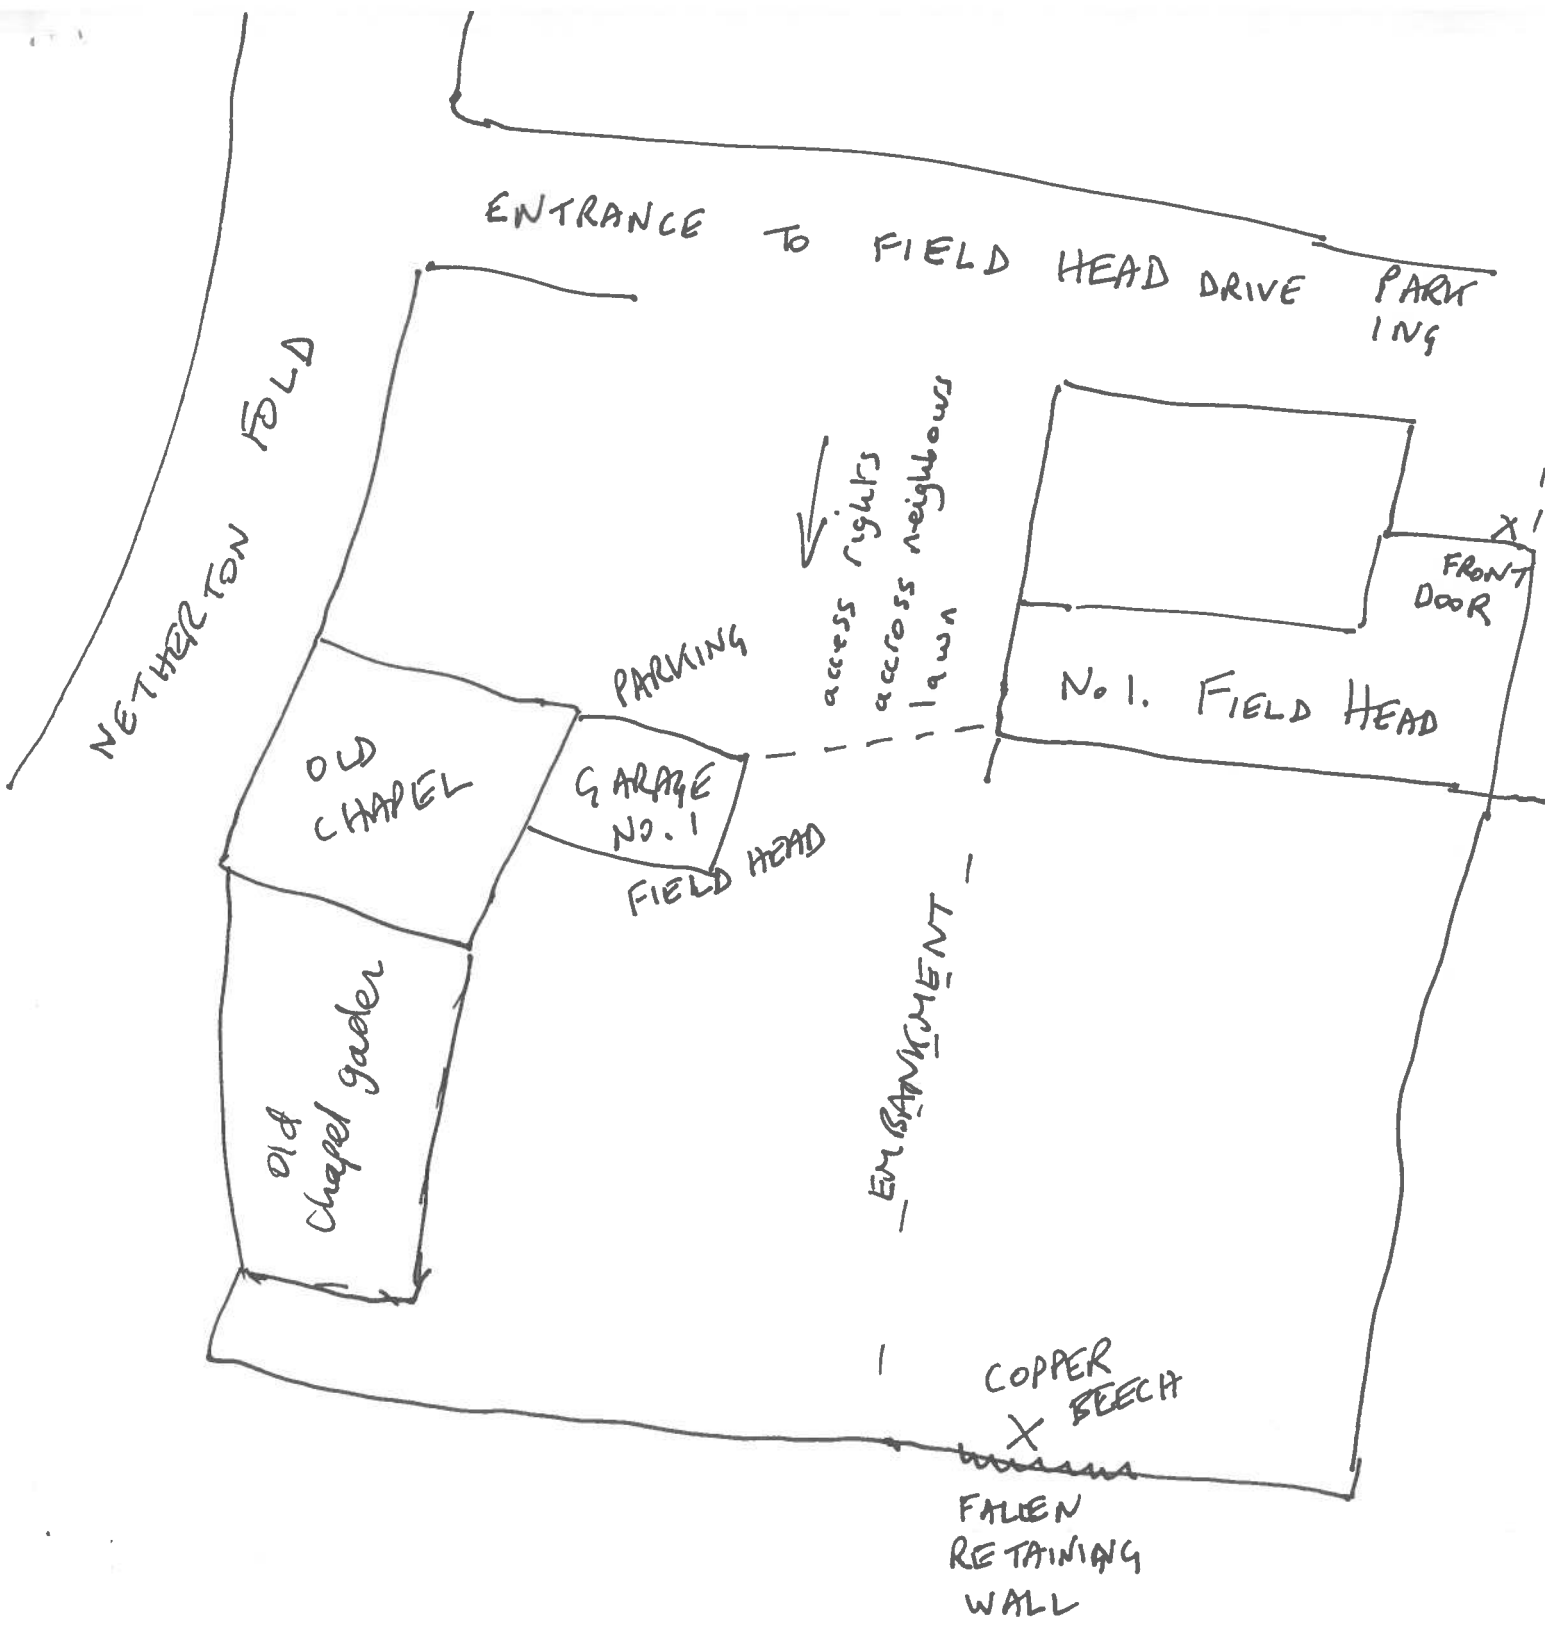 ENTRANCE TO FIELD HEAD DRIVE
PARK
ING
NETHERTON FOLD
access rights
accross neighbours
lawn
FRONT
DOOR
No 1. FIELD HEAD
PARKING
OLD
CHAPEL
GARAGE
NO. 1
FIELD HEAD
EMBANKMENT
Old
chapel gader
COPPER
BEECH
X
X
FALLEN
RETAINING
WALL